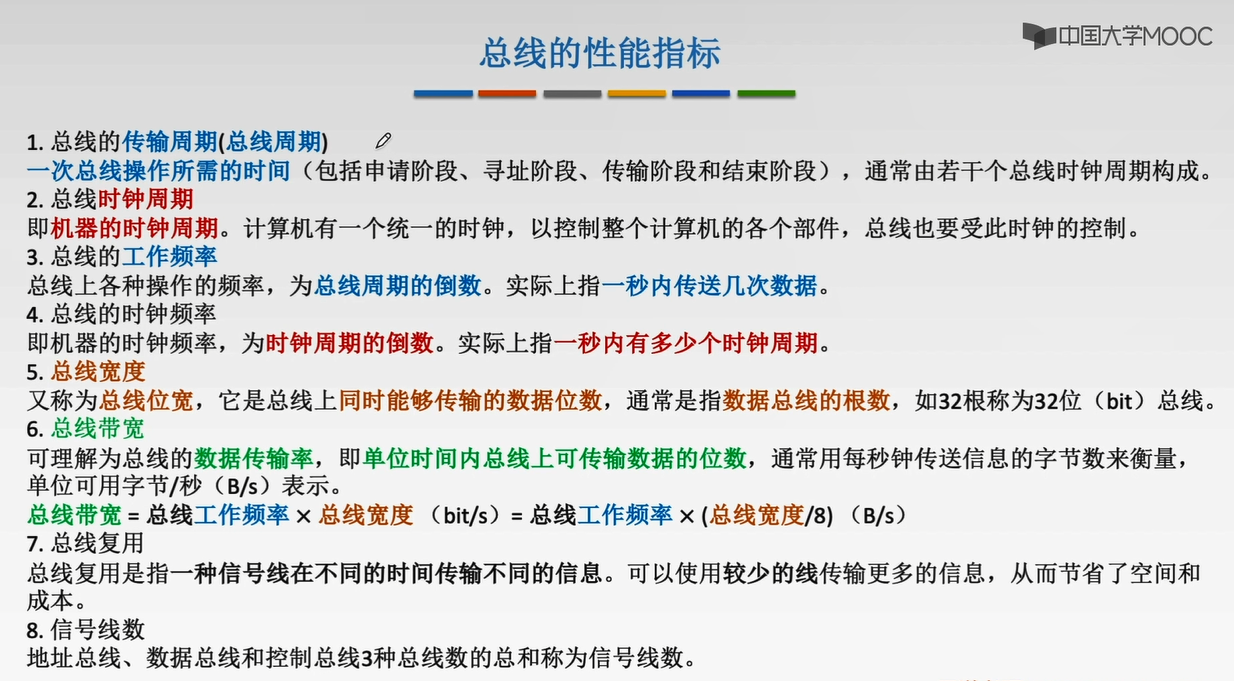 中国大学MOOC
总线的性能指标
1. 总线的传输周期(总线周期)
一次总线操作所需的时间（包括申请阶段、寻址阶段、传输阶段和结束阶段），通常由若干个总线时钟周期构成。
2. 总线时钟周期
即机器的时钟周期。计算机有一个统一的时钟，以控制整个计算机的各个部件，总线也要受此时钟的控制。
3. 总线的工作频率
总线上各种操作的频率，为总线周期的倒数。实际上指一秒内传送几次数据。
4. 总线的时钟频率
即机器的时钟频率，为时钟周期的倒数。实际上指一秒内有多少个时钟周期。
5. 总线宽度
又称为总线位宽，它是总线上同时能够传输的数据位数，通常是指数据总线的根数，如32根称为32位（bit）总线。
6. 总线带宽
可理解为总线的数据传输率，即单位时间内总线上可传输数据的位数，通常用每秒钟传送信息的字节数来衡量，
单位可用字节/秒（B/s）表示。
总线带宽 = 总线工作频率 × 总线宽度 （bit/s）= 总线工作频率 × (总线宽度/8) （B/s）
7. 总线复用
总线复用是指一种信号线在不同的时间传输不同的信息。可以使用较少的线传输更多的信息，从而节省了空间和
成本。
8. 信号线数
地址总线、数据总线和控制总线3种总线数的总和称为信号线数。